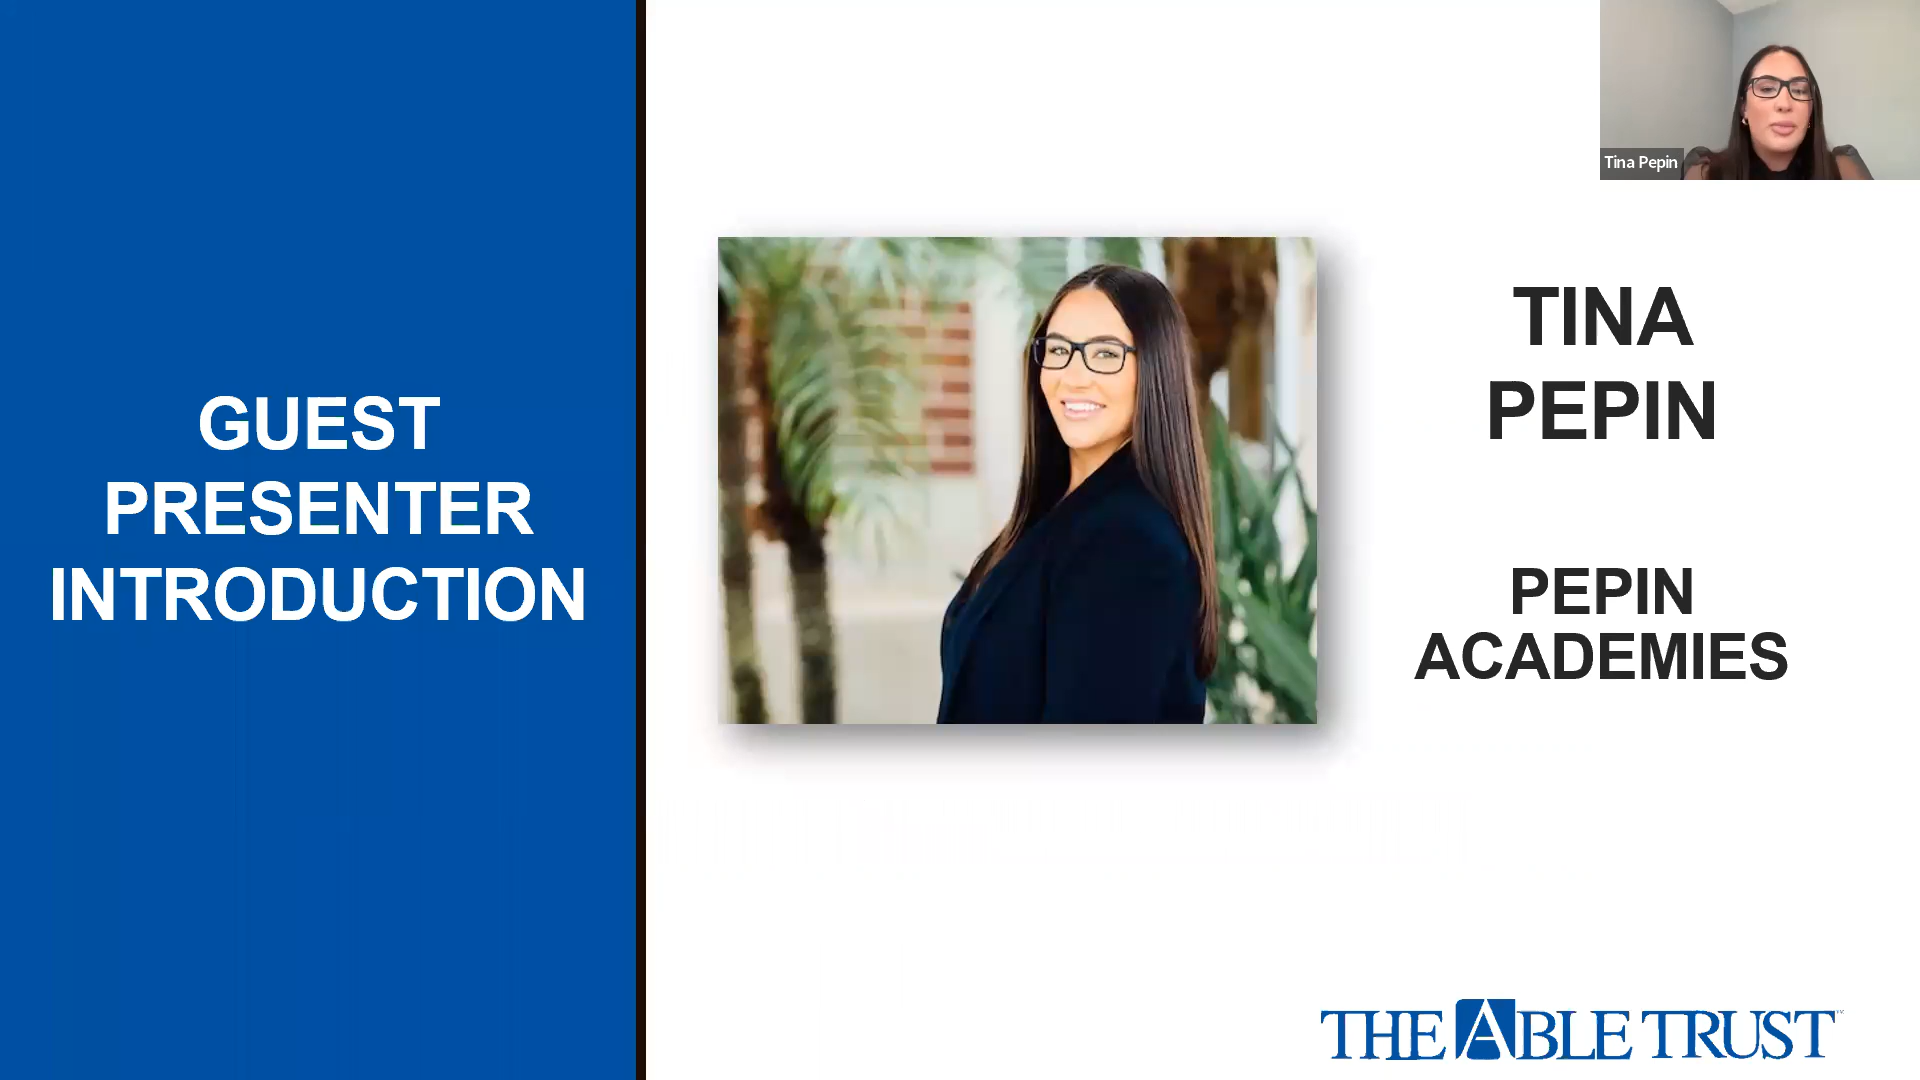 GUEST
PRESENTER
INTRODUCTION
Tina Pepin
TINA
PEPIN
PEPIN
ACADEMIES
THE ABLE TRUST